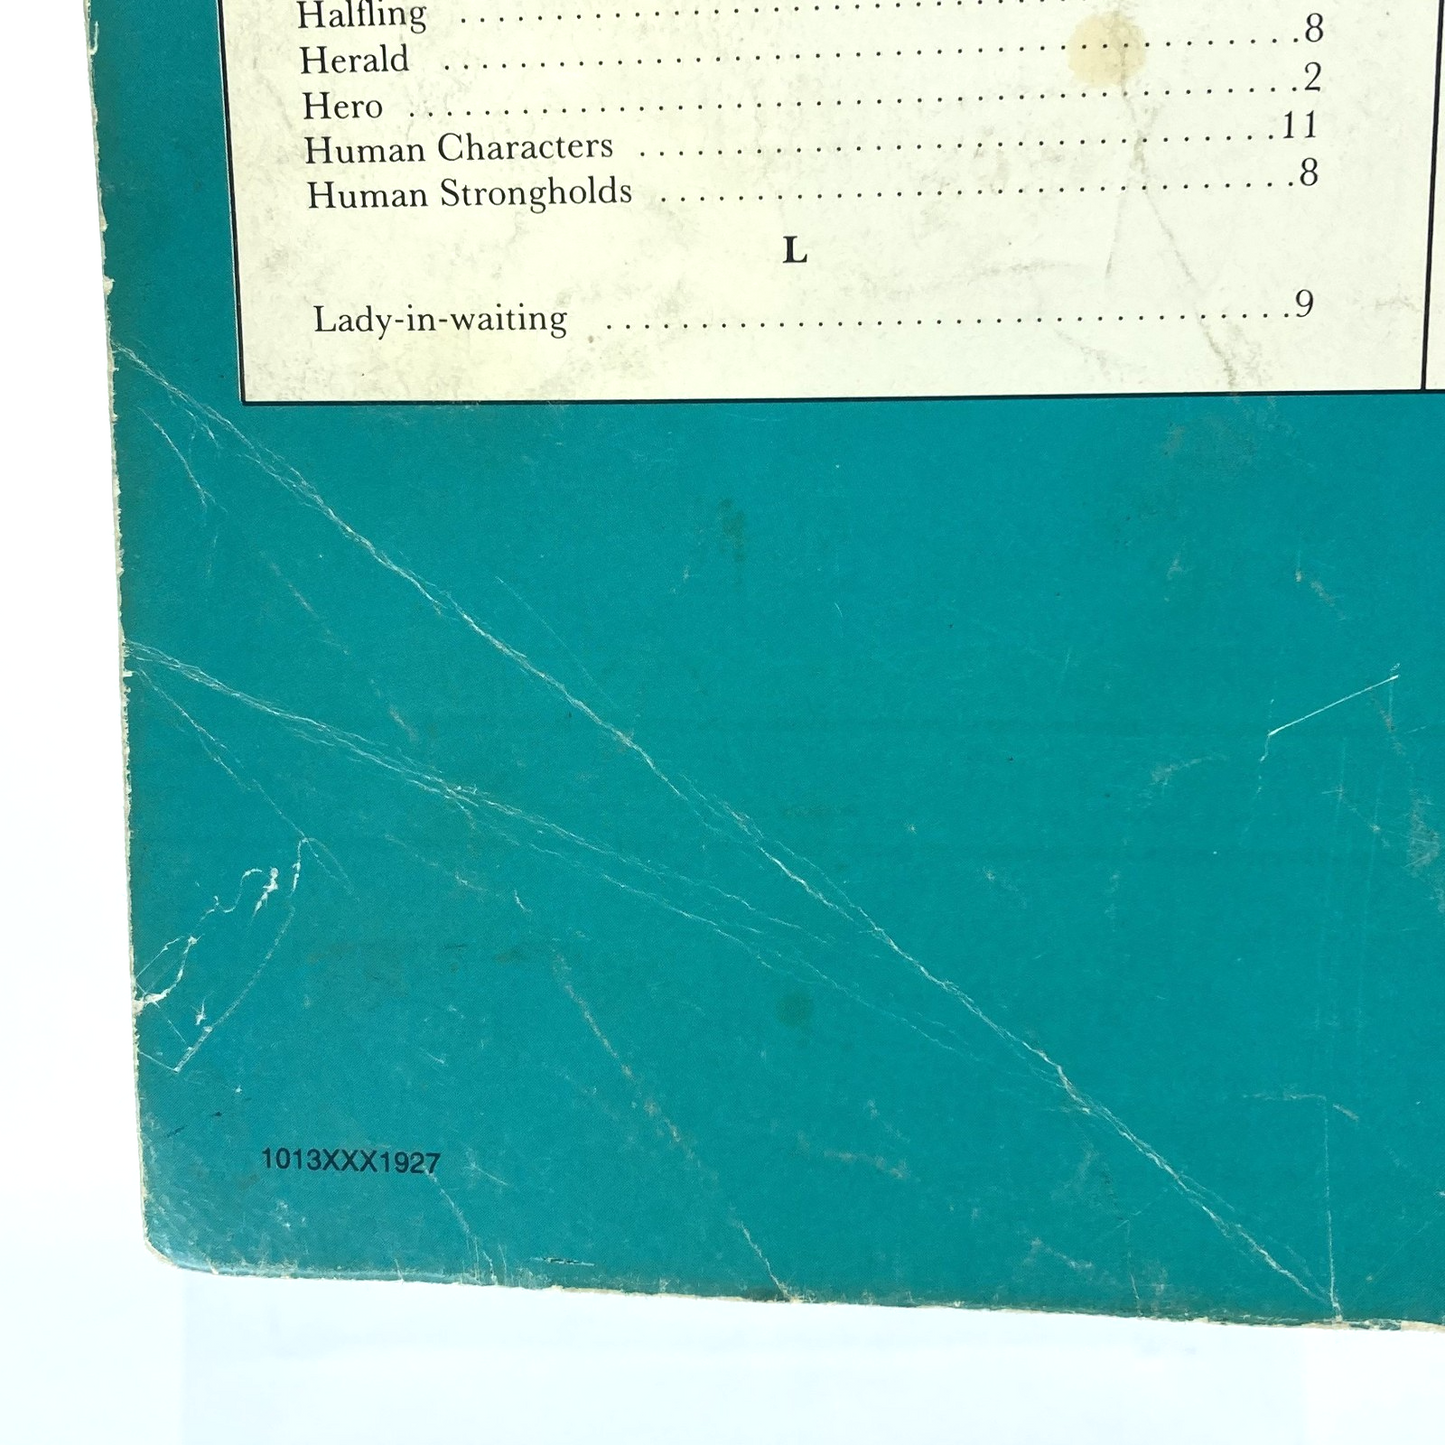 Halfling ..............................
Herald ..............................8
Hero ..............................2
Human Characters ..............................11
Human Strongholds ..............................8
L
Lady-in-waiting ..............................9
1013XXX1927